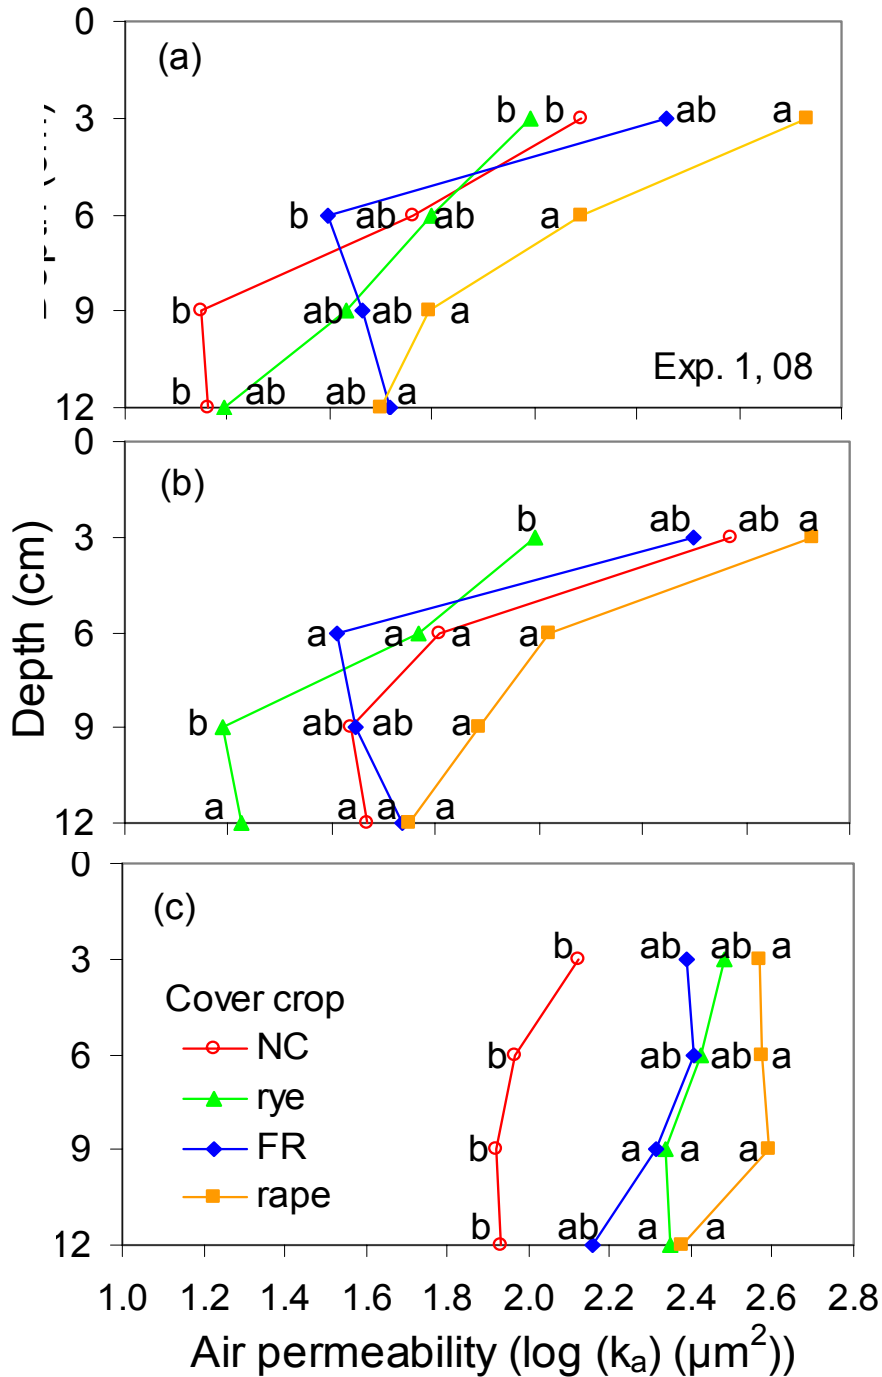 0
(a)
b b ab a
3
b ab ab a
6
b ab ab a
9
Exp. 1, 08
b ab ab a
12
0
(b)
b ab ab a
3
Depth (cm)
a a a a
6
b ab ab a
9
a a a a
12
0
(c)
b ab ab a
3
Cover crop
NC
b ab ab a
6
rye
FR
b a a a
9
rape
b ab a a
12
1.0 1.2 1.4 1.6 2.0 2.2 2.4 2.6 2.8
Air permeability (log (kₐ) (µm²))